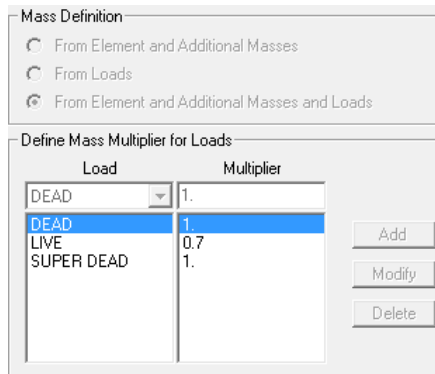 Mass Definition
From Element and Additional Masses
From Loads
From Element and Additional Masses and Loads
Define Mass Multiplier for Loads
Load Multiplier
DEAD 1.
DEAD 1.
LIVE 0.7
SUPER DEAD 1.
Add
Modify
Delete